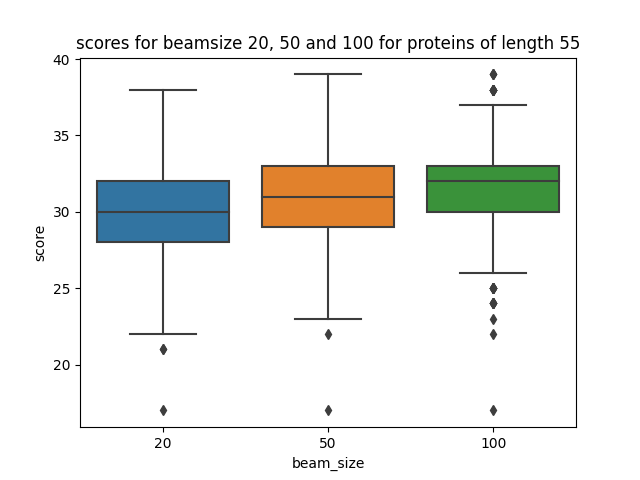 scores for beamsize 20, 50 and 100 for proteins of length 55
40
35
30
25
20
score
20 50 100
beam_size